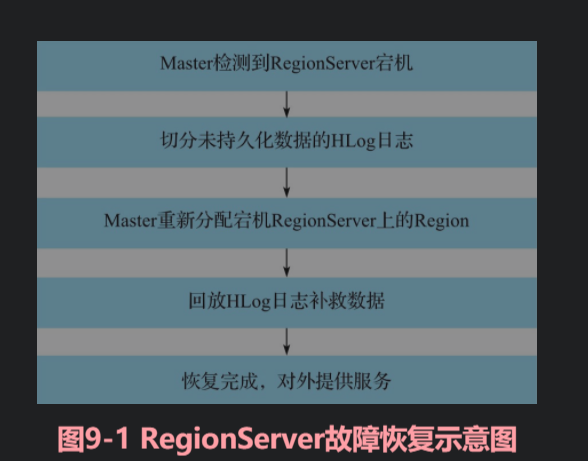 Master检测到RegionServer宕机
切分未持久化数据的HLog日志
Master重新分配宕机RegionServer上的Region
回放HLog日志补救数据
恢复完成，对外提供服务
图9-1 RegionServer故障恢复示意图